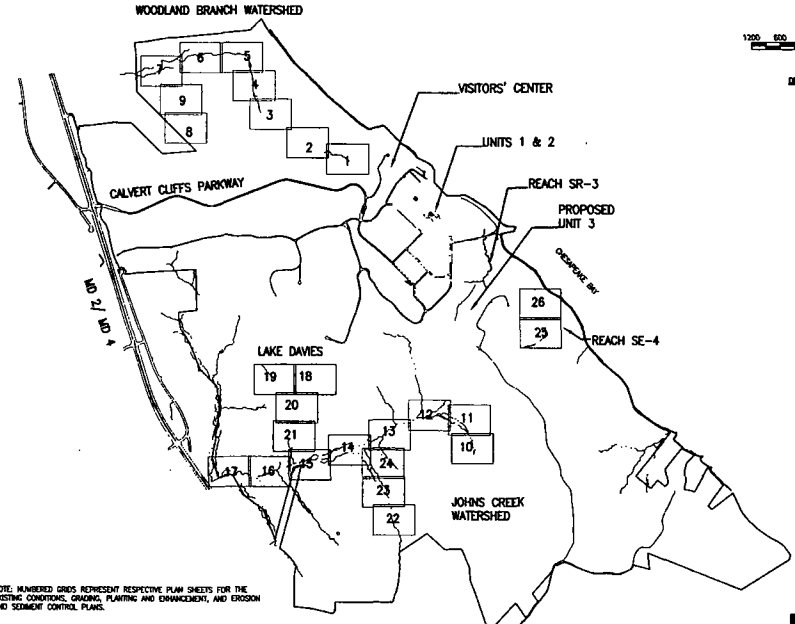 WOODLAND BRANCH WATERSHED
1200 600
7
6
5
4
9
3
8
2
1
VISITORS' CENTER
UNITS 1 & 2
CALVERT CLIFFS PARKWAY
REACH SR-3
PROPOSED
UNIT 3
CHESAPEAKE BAY
MD 2/ MD 4
26
25
REACH SE-4
LAKE DAVIES
19
18
20
21
12
11
13
10
14
24
17
16
15
23
22
JOHNS CREEK
WATERSHED
NOTE: NUMBERED GRIDS REPRESENT RESPECTIVE PLAN SHEETS FOR THE
EXISTING CONDITIONS, GRADING, PLANTING AND ENHANCEMENT, AND EROSION
AND SEDIMENT CONTROL PLANS.